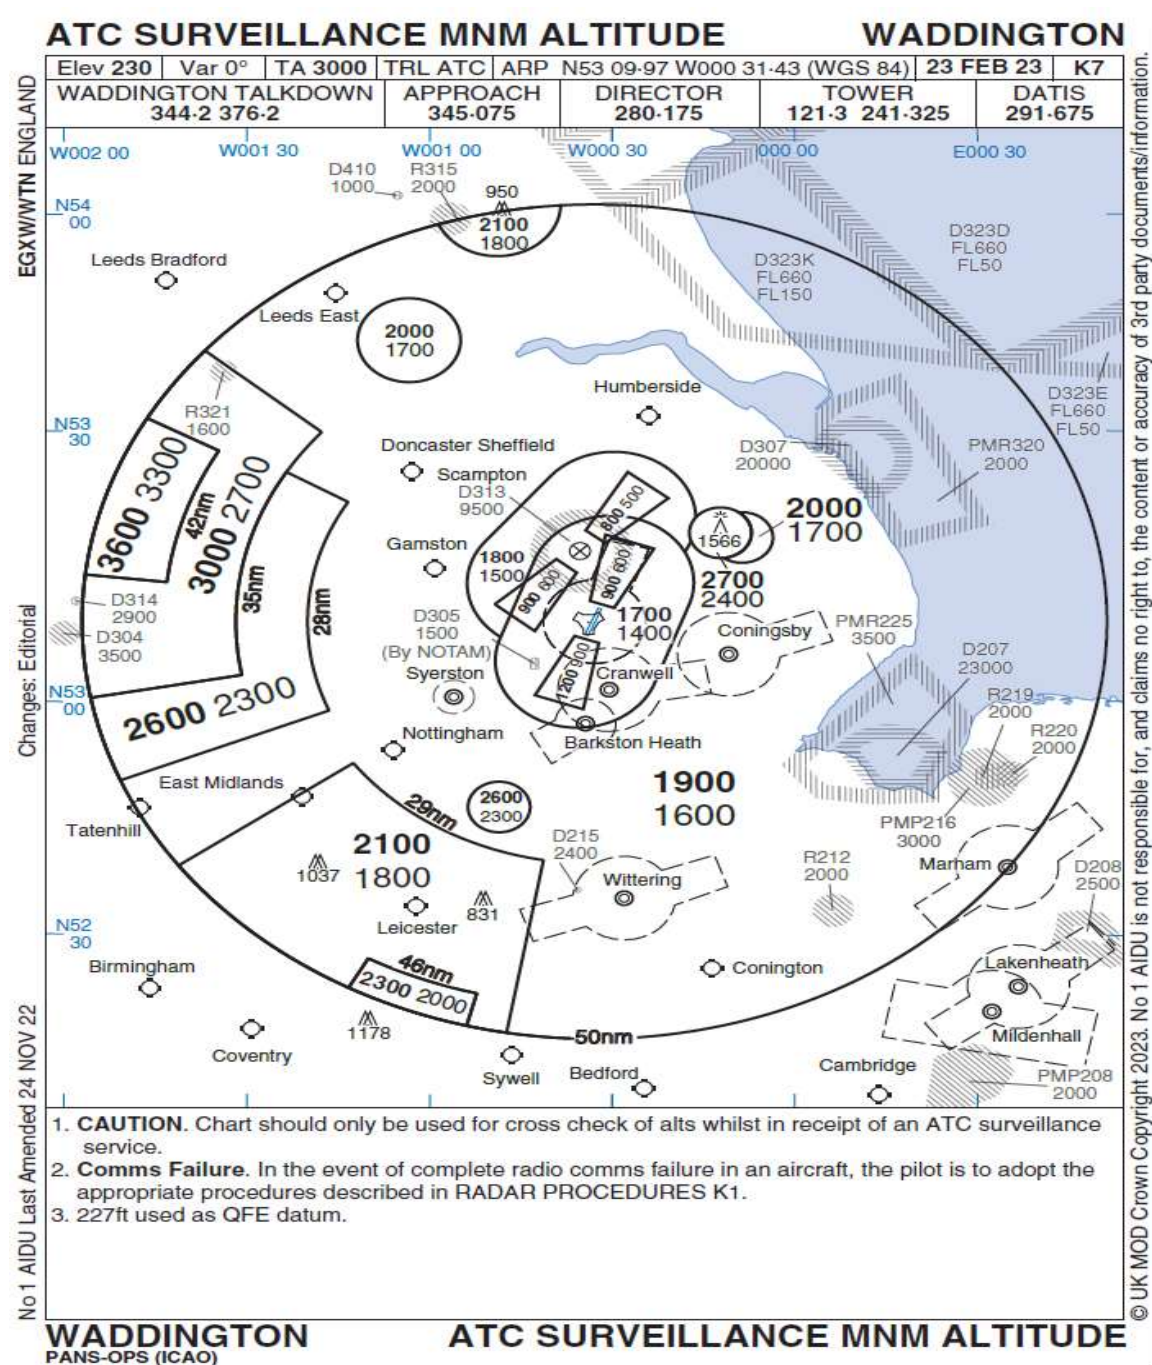 ATC SURVEILLANCE MNM ALTITUDE WADDINGTON
Elev 230 Var 0° TA 3000 TRL ATC ARP N53 09·97 W000 31·43 (WGS 84) 23 FEB 23 K7
WADDINGTON TALKDOWN APPROACH DIRECTOR TOWER DATIS
344·2 376·2 345·075 280·175 121·3 241·325 291·675
EGXW/WTN ENGLAND
Changes: Editorial
No 1 AIDU Last Amended 24 NOV 22
W002 00 W001 30 W001 00 W000 30 000 00 E000 30
D410
1000
R315
2000
950
N54
00
2100
1800
D323D
FL660
FL50
D323K
FL660
FL150
Leeds Bradford
Leeds East
2000
1700
Humberside
D323E
FL660
FL50
R321
1600
N53
30
Doncaster Sheffield
D307
20000
PMR320
2000
Scampton
D313
9500
3600 3300
42nm
3000 2700
35nm
28nm
800 500
2000
1700
1566
Gamston
1800
1500
900 600
900 600
2700
2400
D314
2900
D304
3500
D305
1500
(By NOTAM)
1700
1400
Coningsby
PMR225
3500
D207
23000
Syerston
1200 900
Cranwell
N53
00
2600 2300
R219
2000
R220
2000
Nottingham
Barkston Heath
East Midlands
1900
1600
2600
2300
29nm
Tatenhill
PMP216
3000
2100
1800
D215
2400
R212
2000
Marham
D208
2500
1037
Wittering
831
Leicester
N52
30
Birmingham
46nm
2300 2000
Conington
Lakenheath
1178
50nm
Mildenhall
Coventry
Sywell
Bedford
Cambridge
PMP208
2000
1. CAUTION. Chart should only be used for cross check of alts whilst in receipt of an ATC surveillance
service.
2. Comms Failure. In the event of complete radio comms failure in an aircraft, the pilot is to adopt the
appropriate procedures described in RADAR PROCEDURES K1.
3. 227ft used as QFE datum.
© UK MOD Crown Copyright 2023. No 1 AIDU is not responsible for, and claims no right to, the content or accuracy of 3rd party documents/information.
WADDINGTON ATC SURVEILLANCE MNM ALTITUDE
PANS-OPS (ICAO)